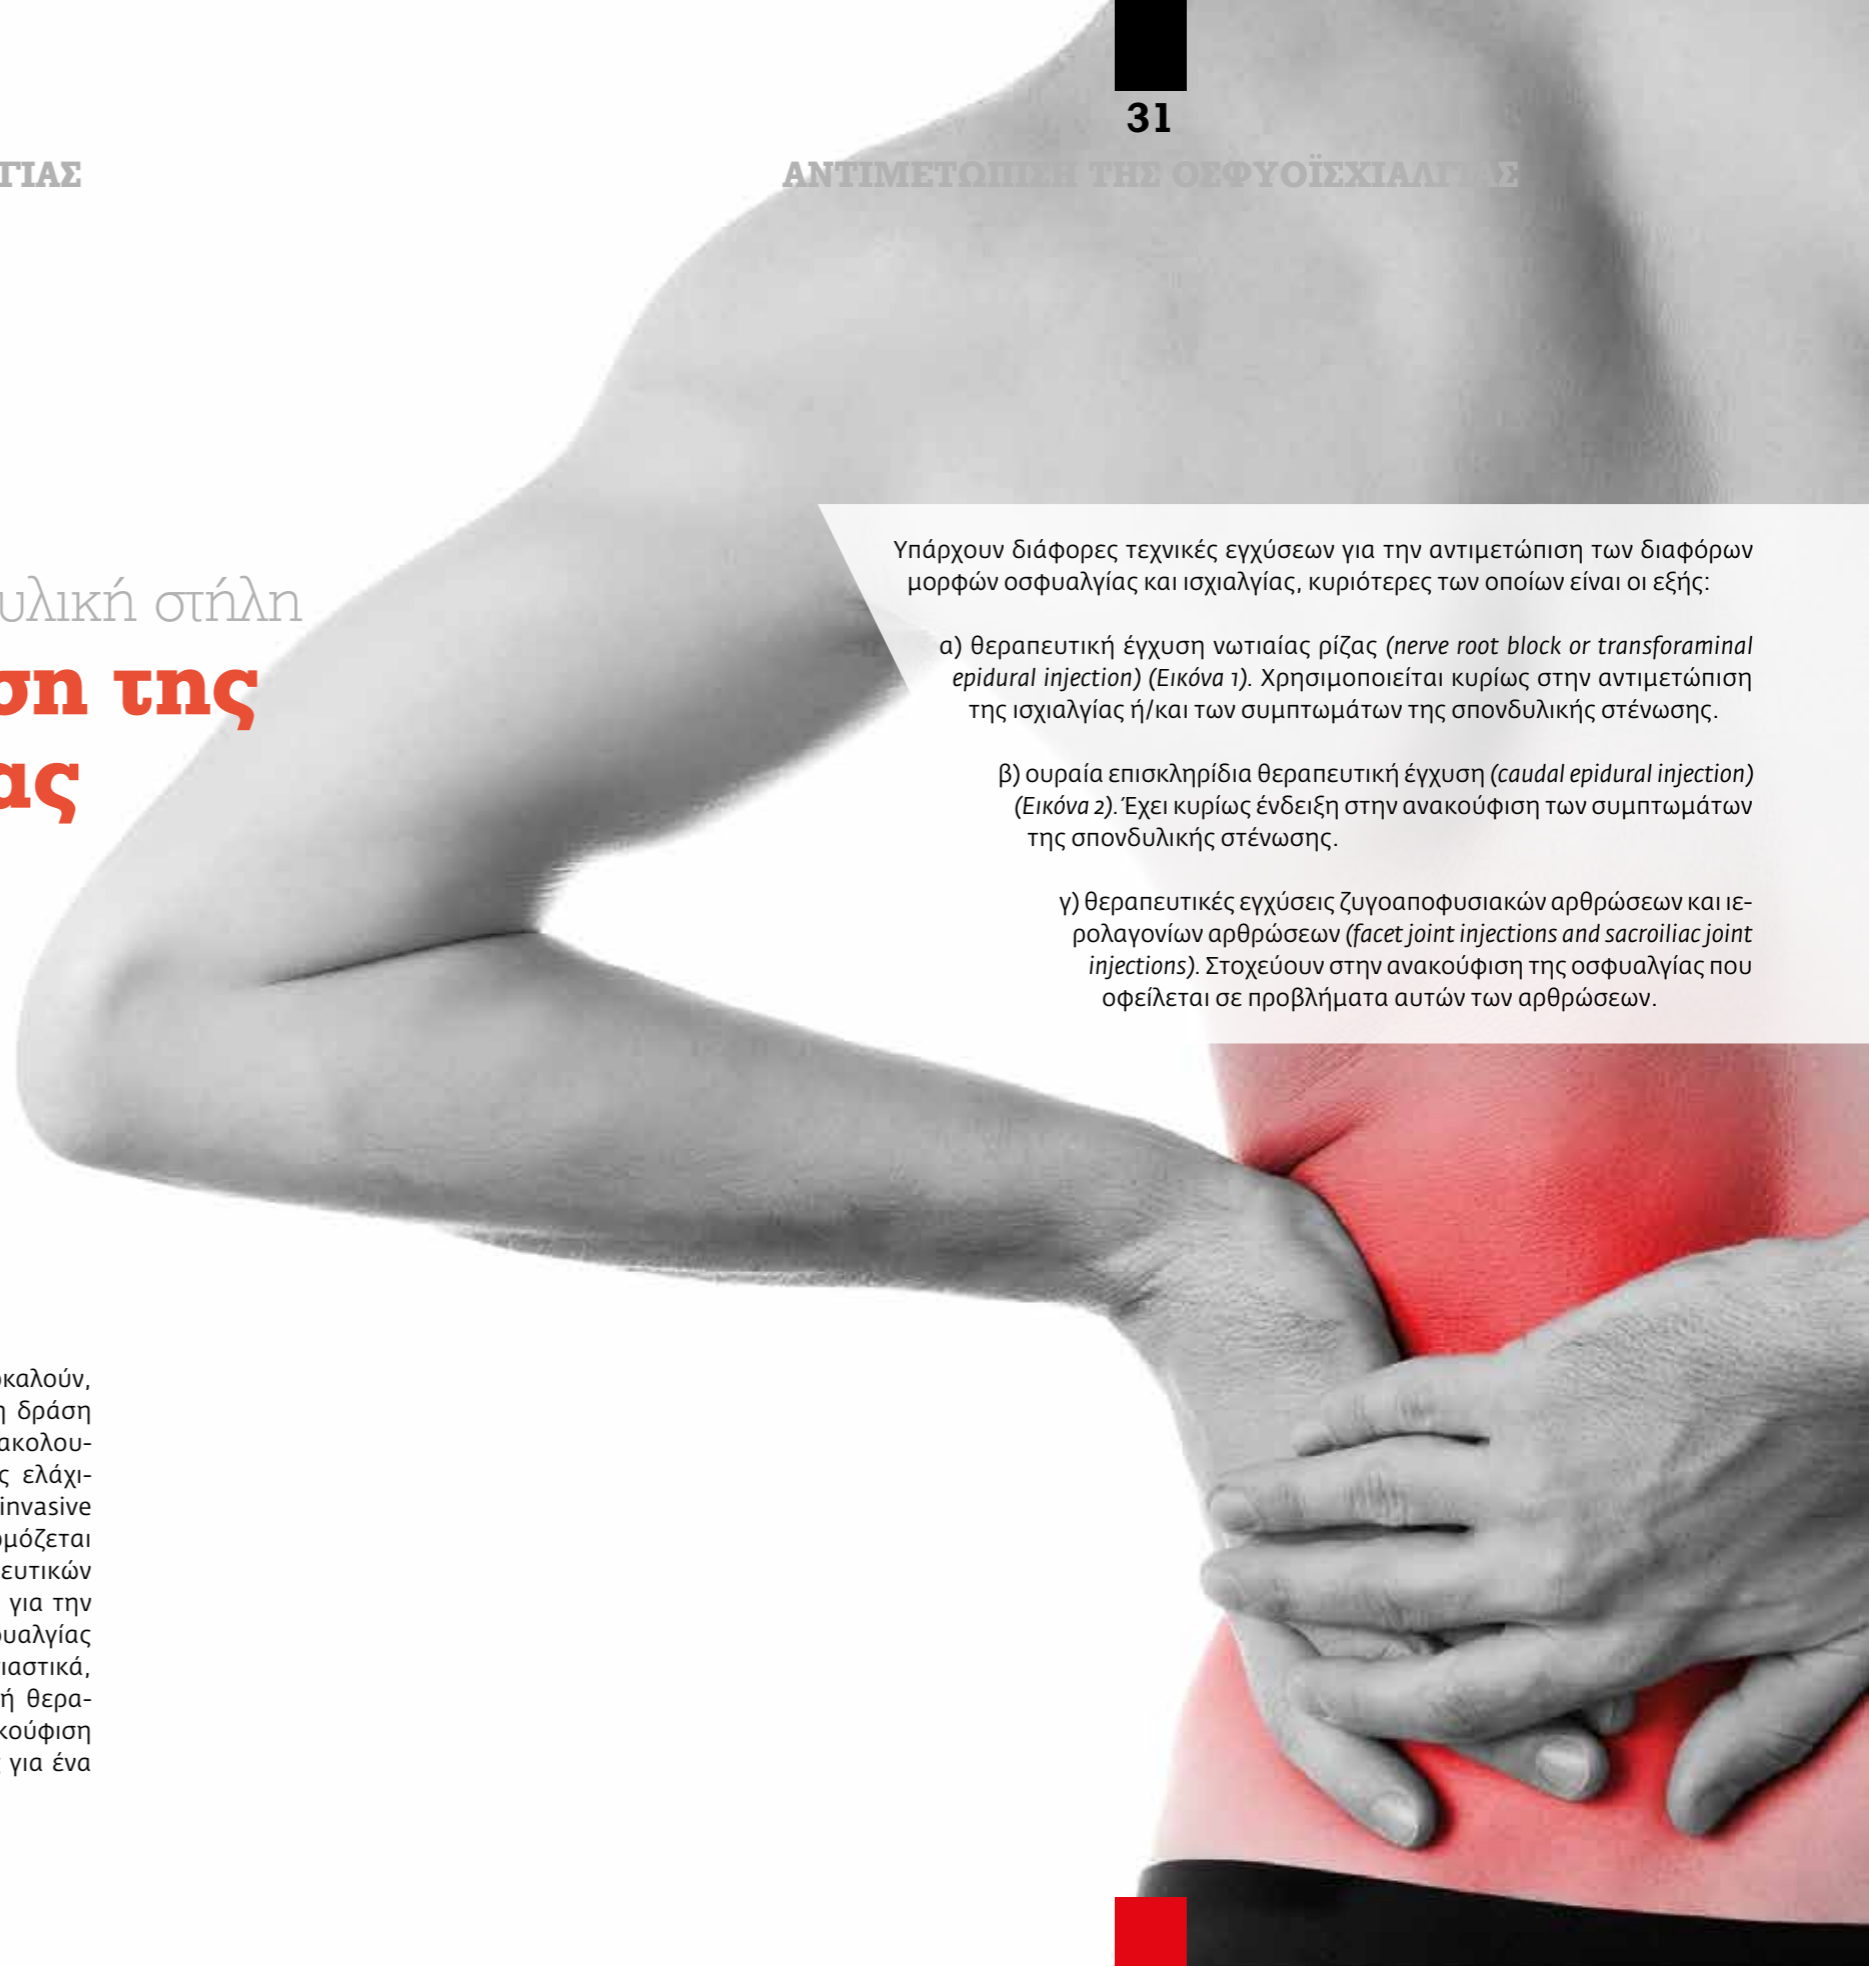 31
ΓΙΑΣ
ΑΝΤΙΜΕΤΩΠΙΣΗ ΤΗΣ ΟΣΦΥΟΪΣΧΙΑΛΓΙΑΣ
υλική στήλη
ση της
ας
Υπάρχουν διάφορες τεχνικές εγχύσεων για την αντιμετώπιση των διαφόρων
μορφών οσφυαλγίας και ισχιαλγίας, κυριότερες των οποίων είναι οι εξής:
α) θεραπευτική έγχυση νωτιαίας ρίζας (nerve root block or transforaminal
epidural injection) (Εικόνα 1). Χρησιμοποιείται κυρίως στην αντιμετώπιση
της ισχιαλγίας ή/και των συμπτωμάτων της σπονδυλικής στένωσης.
β) ουραία επισκληρίδια θεραπευτική έγχυση (caudal epidural injection)
(Εικόνα 2). Έχει κυρίως ένδειξη στην ανακούφιση των συμπτωμάτων
της σπονδυλικής στένωσης.
γ) θεραπευτικές εγχύσεις ζυγοαποφυσιακών αρθρώσεων και ιε-
ρολαγονίων αρθρώσεων (facet joint injections and sacroiliac joint
injections). Στοχεύουν στην ανακούφιση της οσφυαλγίας που
οφείλεται σε προβλήματα αυτών των αρθρώσεων.
καλούν,
η δράση
ακολου-
ς ελάχι-
invasive
ρμόζεται
ευτικών
για την
υαλγίας
ιαστικά,
ή θερα-
κούφιση
για ένα